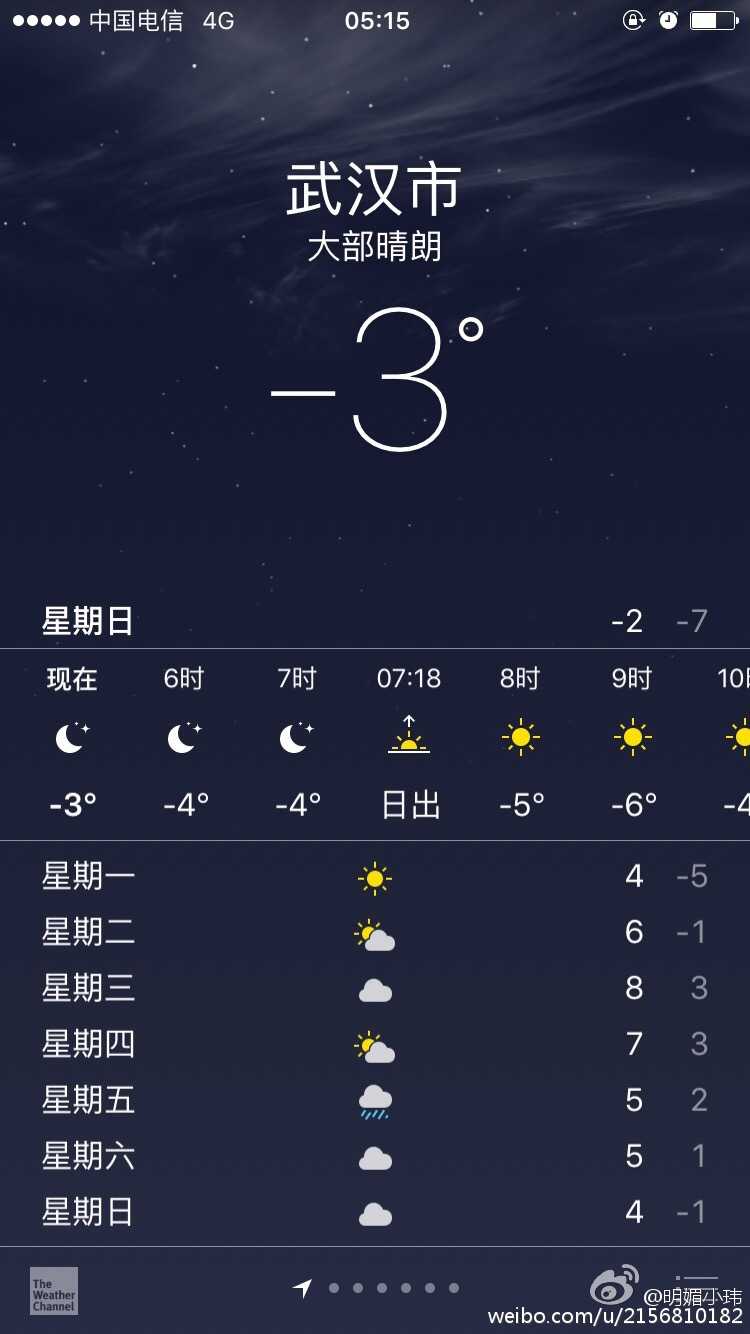 中国电信 4G 05:15
武汉市
大部晴朗
-3°
星期日 -2 -7
现在 6时 7时 07:18 8时 9时 10时
-3° -4° -4° 日出 -5° -6° -4
星期一 4 -5
星期二 6 -1
星期三 8 3
星期四 7 3
星期五 5 2
星期六 5 1
星期日 4 -1
The
Weather
Channel
@明媚小玮
weibo.com/u/2156810182